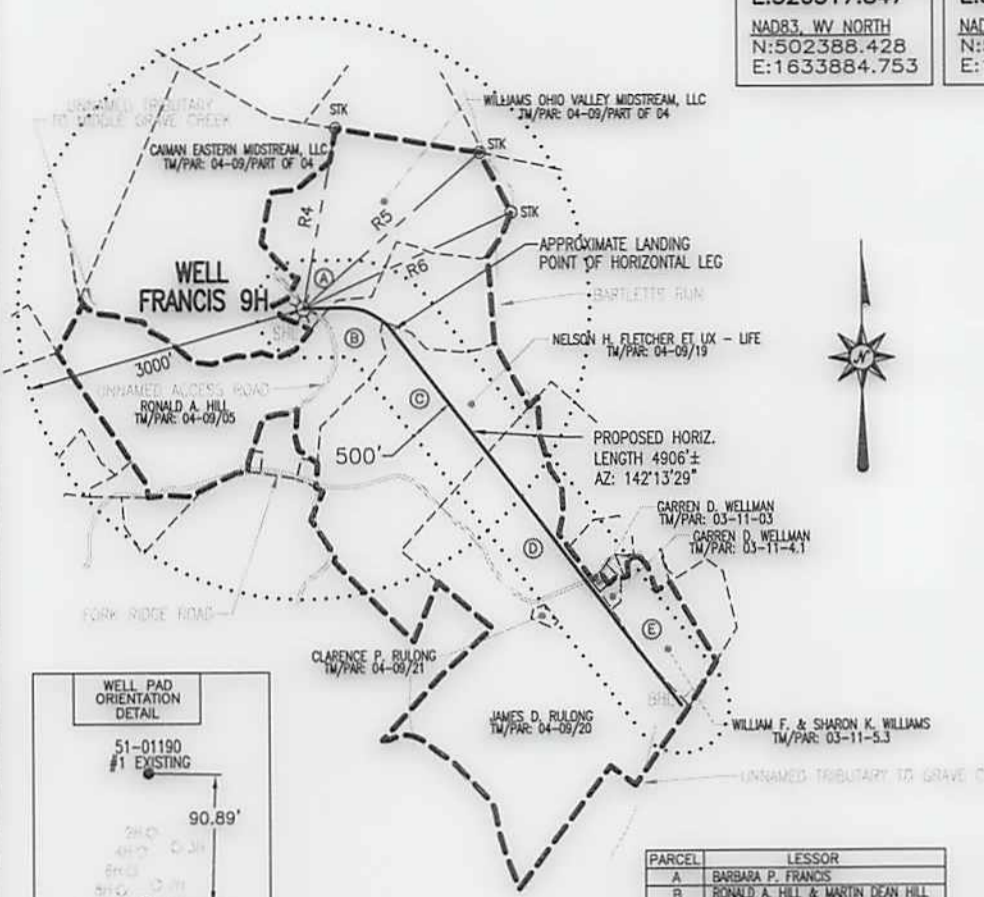 NAD83, WV NORTH
N:502388.428
E:1633884.753
UNNAMED TRIBUTARY
TO MIDDLE GRAVE CREEK
STK
WILLIAMS OHIO VALLEY MIDSTREAM, LLC
TM/PAR: 04-09/PART OF 04
CAIMAN EASTERN MIDSTREAM, LLC
TM/PAR: 04-09/PART OF 04
STK
STK
R4
R5
R6
APPROXIMATE LANDING
POINT OF HORIZONTAL LEG
WELL
FRANCIS 9H
A
BARTLETTS RUN
SHL
B
NELSON H. FLETCHER ET UX - LIFE
TM/PAR: 04-09/19
N
3000'
UNNAMED ACCESS ROAD
RONALD A. HILL
TM/PAR: 04-09/05
C
500'
PROPOSED HORIZ.
LENGTH 4906'±
AZ: 142°13'29"
GARREN D. WELLMAN
TM/PAR: 03-11-03
GARREN D. WELLMAN
TM/PAR: 03-11-4.1
D
FORK RIDGE ROAD
E
CLARENCE P. RULONG
TM/PAR: 04-09/21
BHL
JAMES D. RULONG
TM/PAR: 04-09/20
WILLIAM F. & SHARON K. WILLIAMS
TM/PAR: 03-11-5.3
UNNAMED TRIBUTARY TO GRAVE
WELL PAD
ORIENTATION
DETAIL
51-01190
#1 EXISTING
90.89'
PARCEL LESSOR
A BARBARA P. FRANCIS
B RONALD A. HILL & MARTIN DEAN HILL